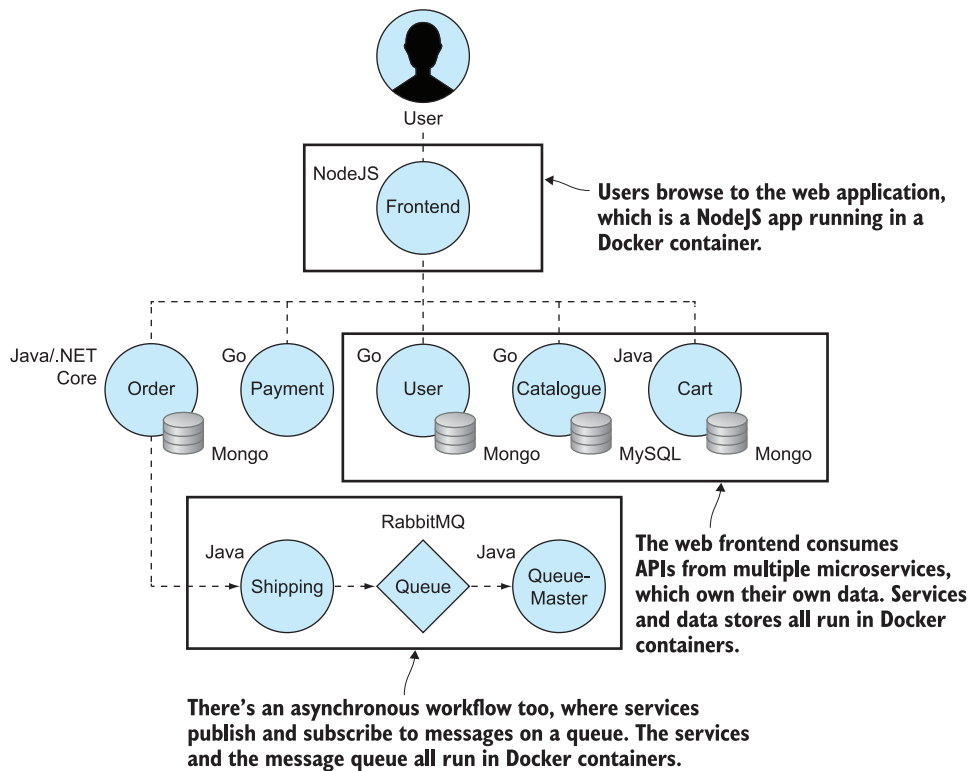 User
NodeJS
Frontend
Users browse to the web application,
which is a NodeJS app running in a
Docker container.
Java/.NET
Core
Order
Mongo
Go
Payment
Go
User
Mongo
Go
Catalogue
MySQL
Java
Cart
Mongo
RabbitMQ
Java
Shipping
Queue
Java
Queue-
Master
The web frontend consumes
APIs from multiple microservices,
which own their own data. Services
and data stores all run in Docker
containers.
There's an asynchronous workflow too, where services
publish and subscribe to messages on a queue. The services
and the message queue all run in Docker containers.